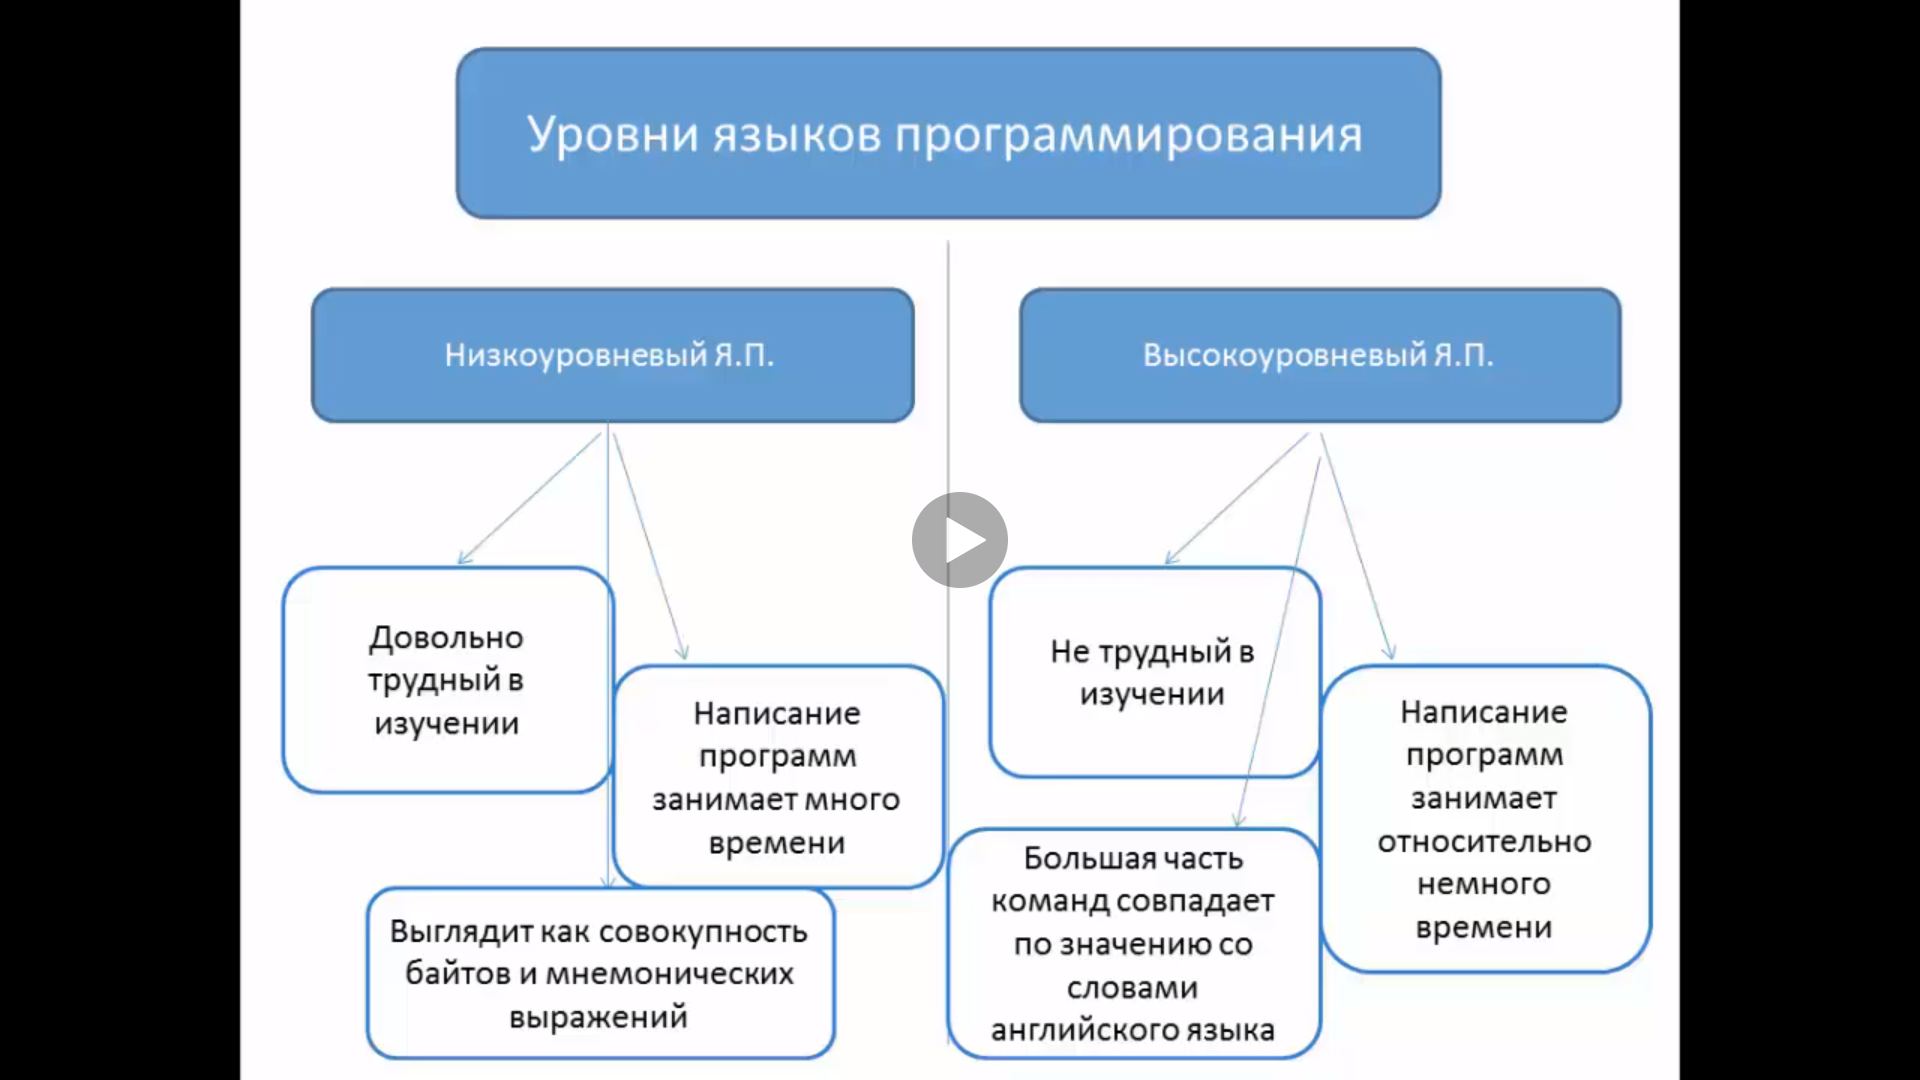 Уровни языков программирования
Низкоуровневый Я.П.
Высокоуровневый Я.П.
Довольно
трудный в
изучении
Написание
программ
занимает много
времени
Выглядит как совокупность
байтов и мнемонических
выражений
Не трудный в
изучении
Большая часть
команд совпадает
по значению со
словами
английского языка
Написание
программ
занимает
относительно
немного
времени